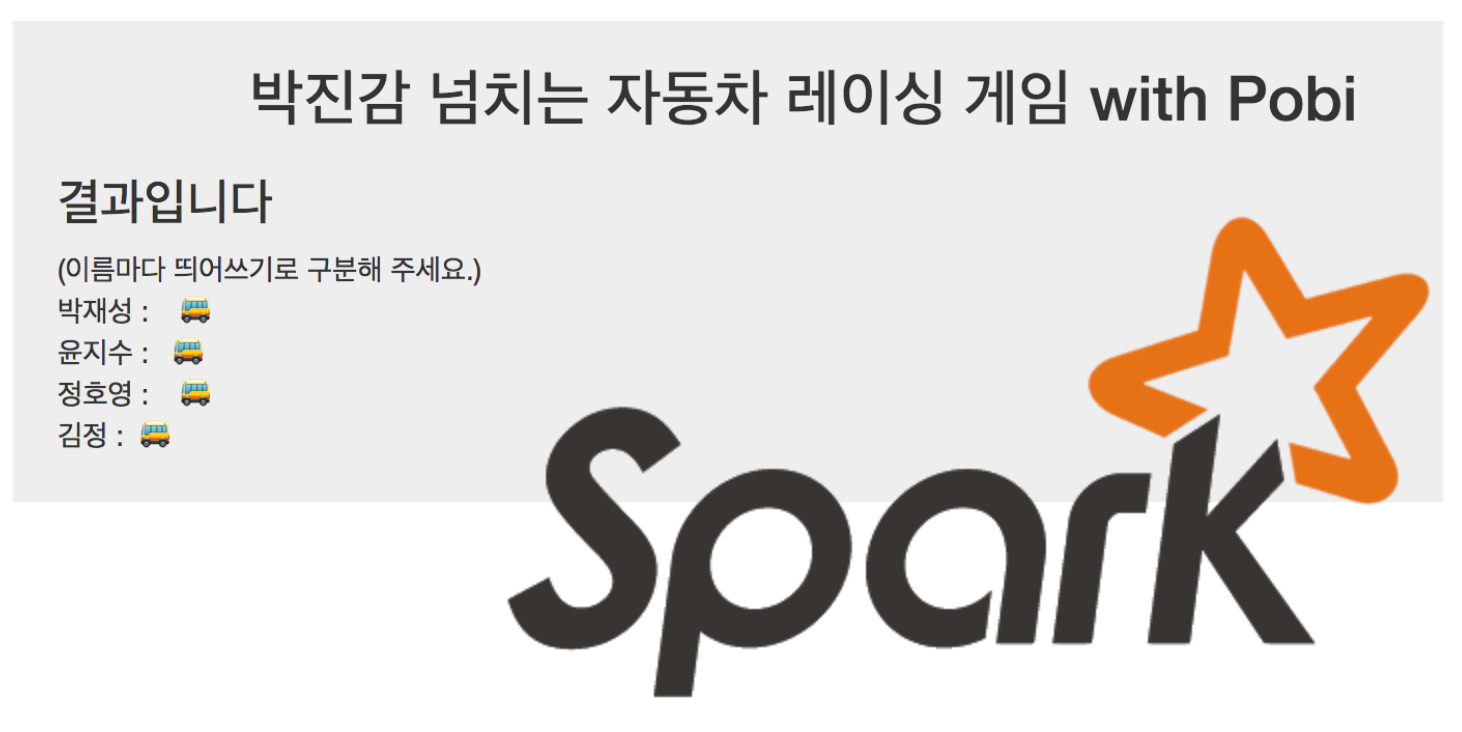 박진감 넘치는 자동차 레이싱 게임 with Pobi
결과입니다
(이름마다 띄어쓰기로 구분해 주세요.)
박재성 : 🚌
윤지수 : 🚌
정호영 : 🚌
김정 : 🚌
Spark